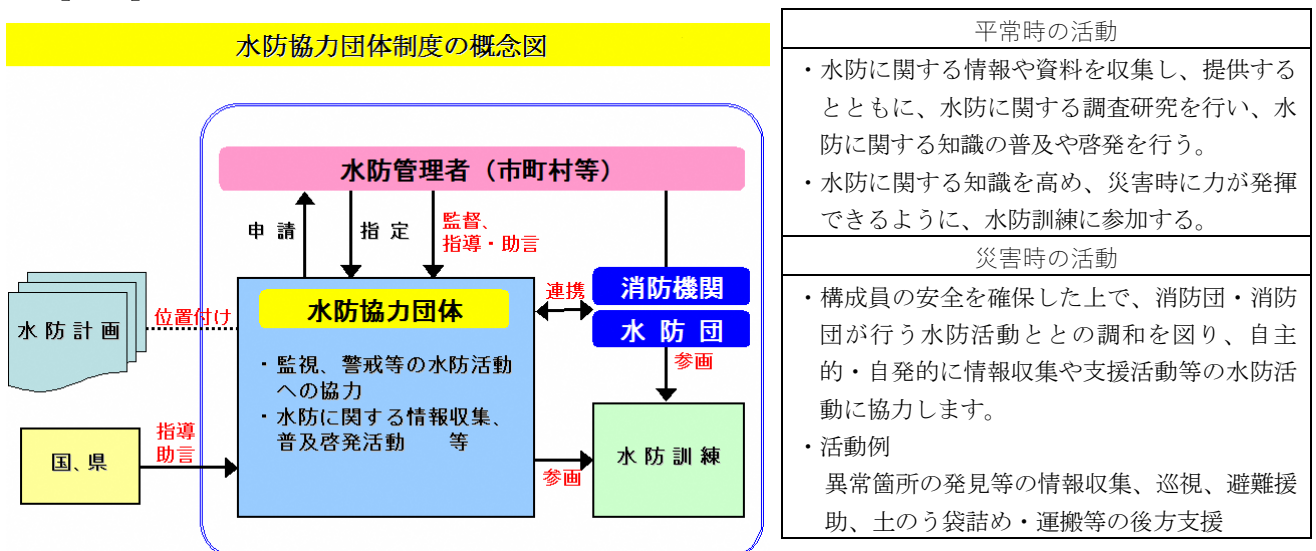 水防協力団体制度の概念図
水防管理者（市町村等）
申 請
指 定
監督、
指導・助言
水 防 計 画
位置付け
水防協力団体
・監視、警戒等の水防活動
への協力
・水防に関する情報収集、
普及啓発活動　等
連携
消防機関
水 防 団
参画
国、県
指導
助言
参画
水 防 訓 練
平常時の活動
・水防に関する情報や資料を収集し、提供する
とともに、水防に関する調査研究を行い、水
防に関する知識の普及や啓発を行う。
・水防に関する知識を高め、災害時に力が発揮
できるように、水防訓練に参加する。
災害時の活動
・構成員の安全を確保した上で、消防団・消防
団が行う水防活動ととの調和を図り、自主
的・自発的に情報収集や支援活動等の水防活
動に協力します。
・活動例
異常箇所の発見等の情報収集、巡視、避難援
助、土のう袋詰め・運搬等の後方支援